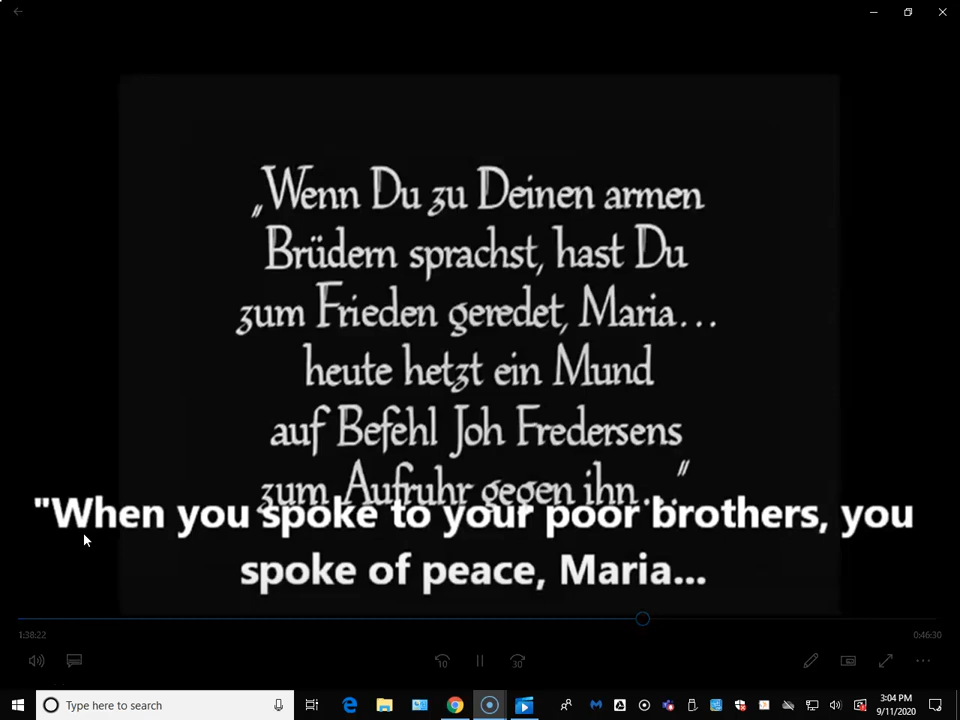 „Wenn Du zu Deinen armen
Brüdern sprachst, hast Du
zum Frieden geredet, Maria...
heute hetzt ein Mund
auf Befehl Joh Fredersens
zum Aufruhr gegen ihn...“
"When you spoke to your poor brothers, you
spoke of peace, Maria...
1:38:22
0:46:30
10
30
Type here to search
3:04 PM
9/11/2020